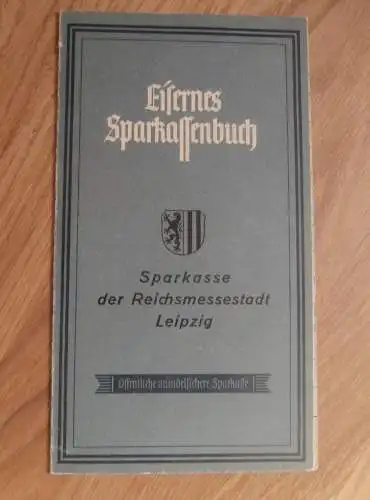 Eisernes
Sparkassenbuch
Sparkasse
der Reichsmessestadt
Leipzig
Öffentliche mündelsichere Sparkasse